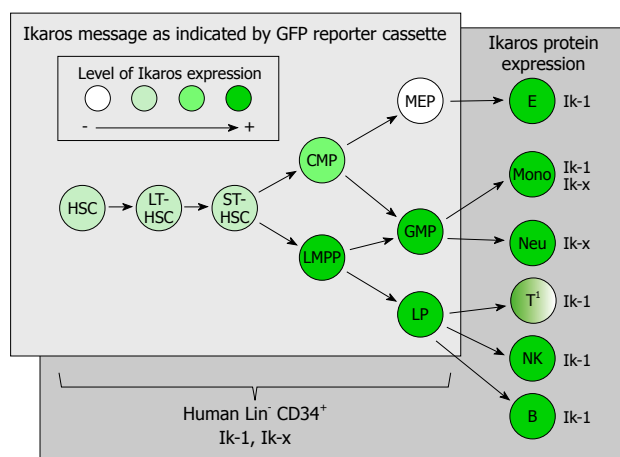 Ikaros message as indicated by GFP reporter cassette
Ikaros protein
expression
Level of Ikaros expression
- +
MEP
E Ik-1
CMP
Mono Ik-1
Ik-x
HSC
LT-
HSC
ST-
HSC
GMP
Neu Ik-x
LMPP
T¹ Ik-1
LP
NK Ik-1
B Ik-1
Human Lin⁻ CD34⁺
Ik-1, Ik-x